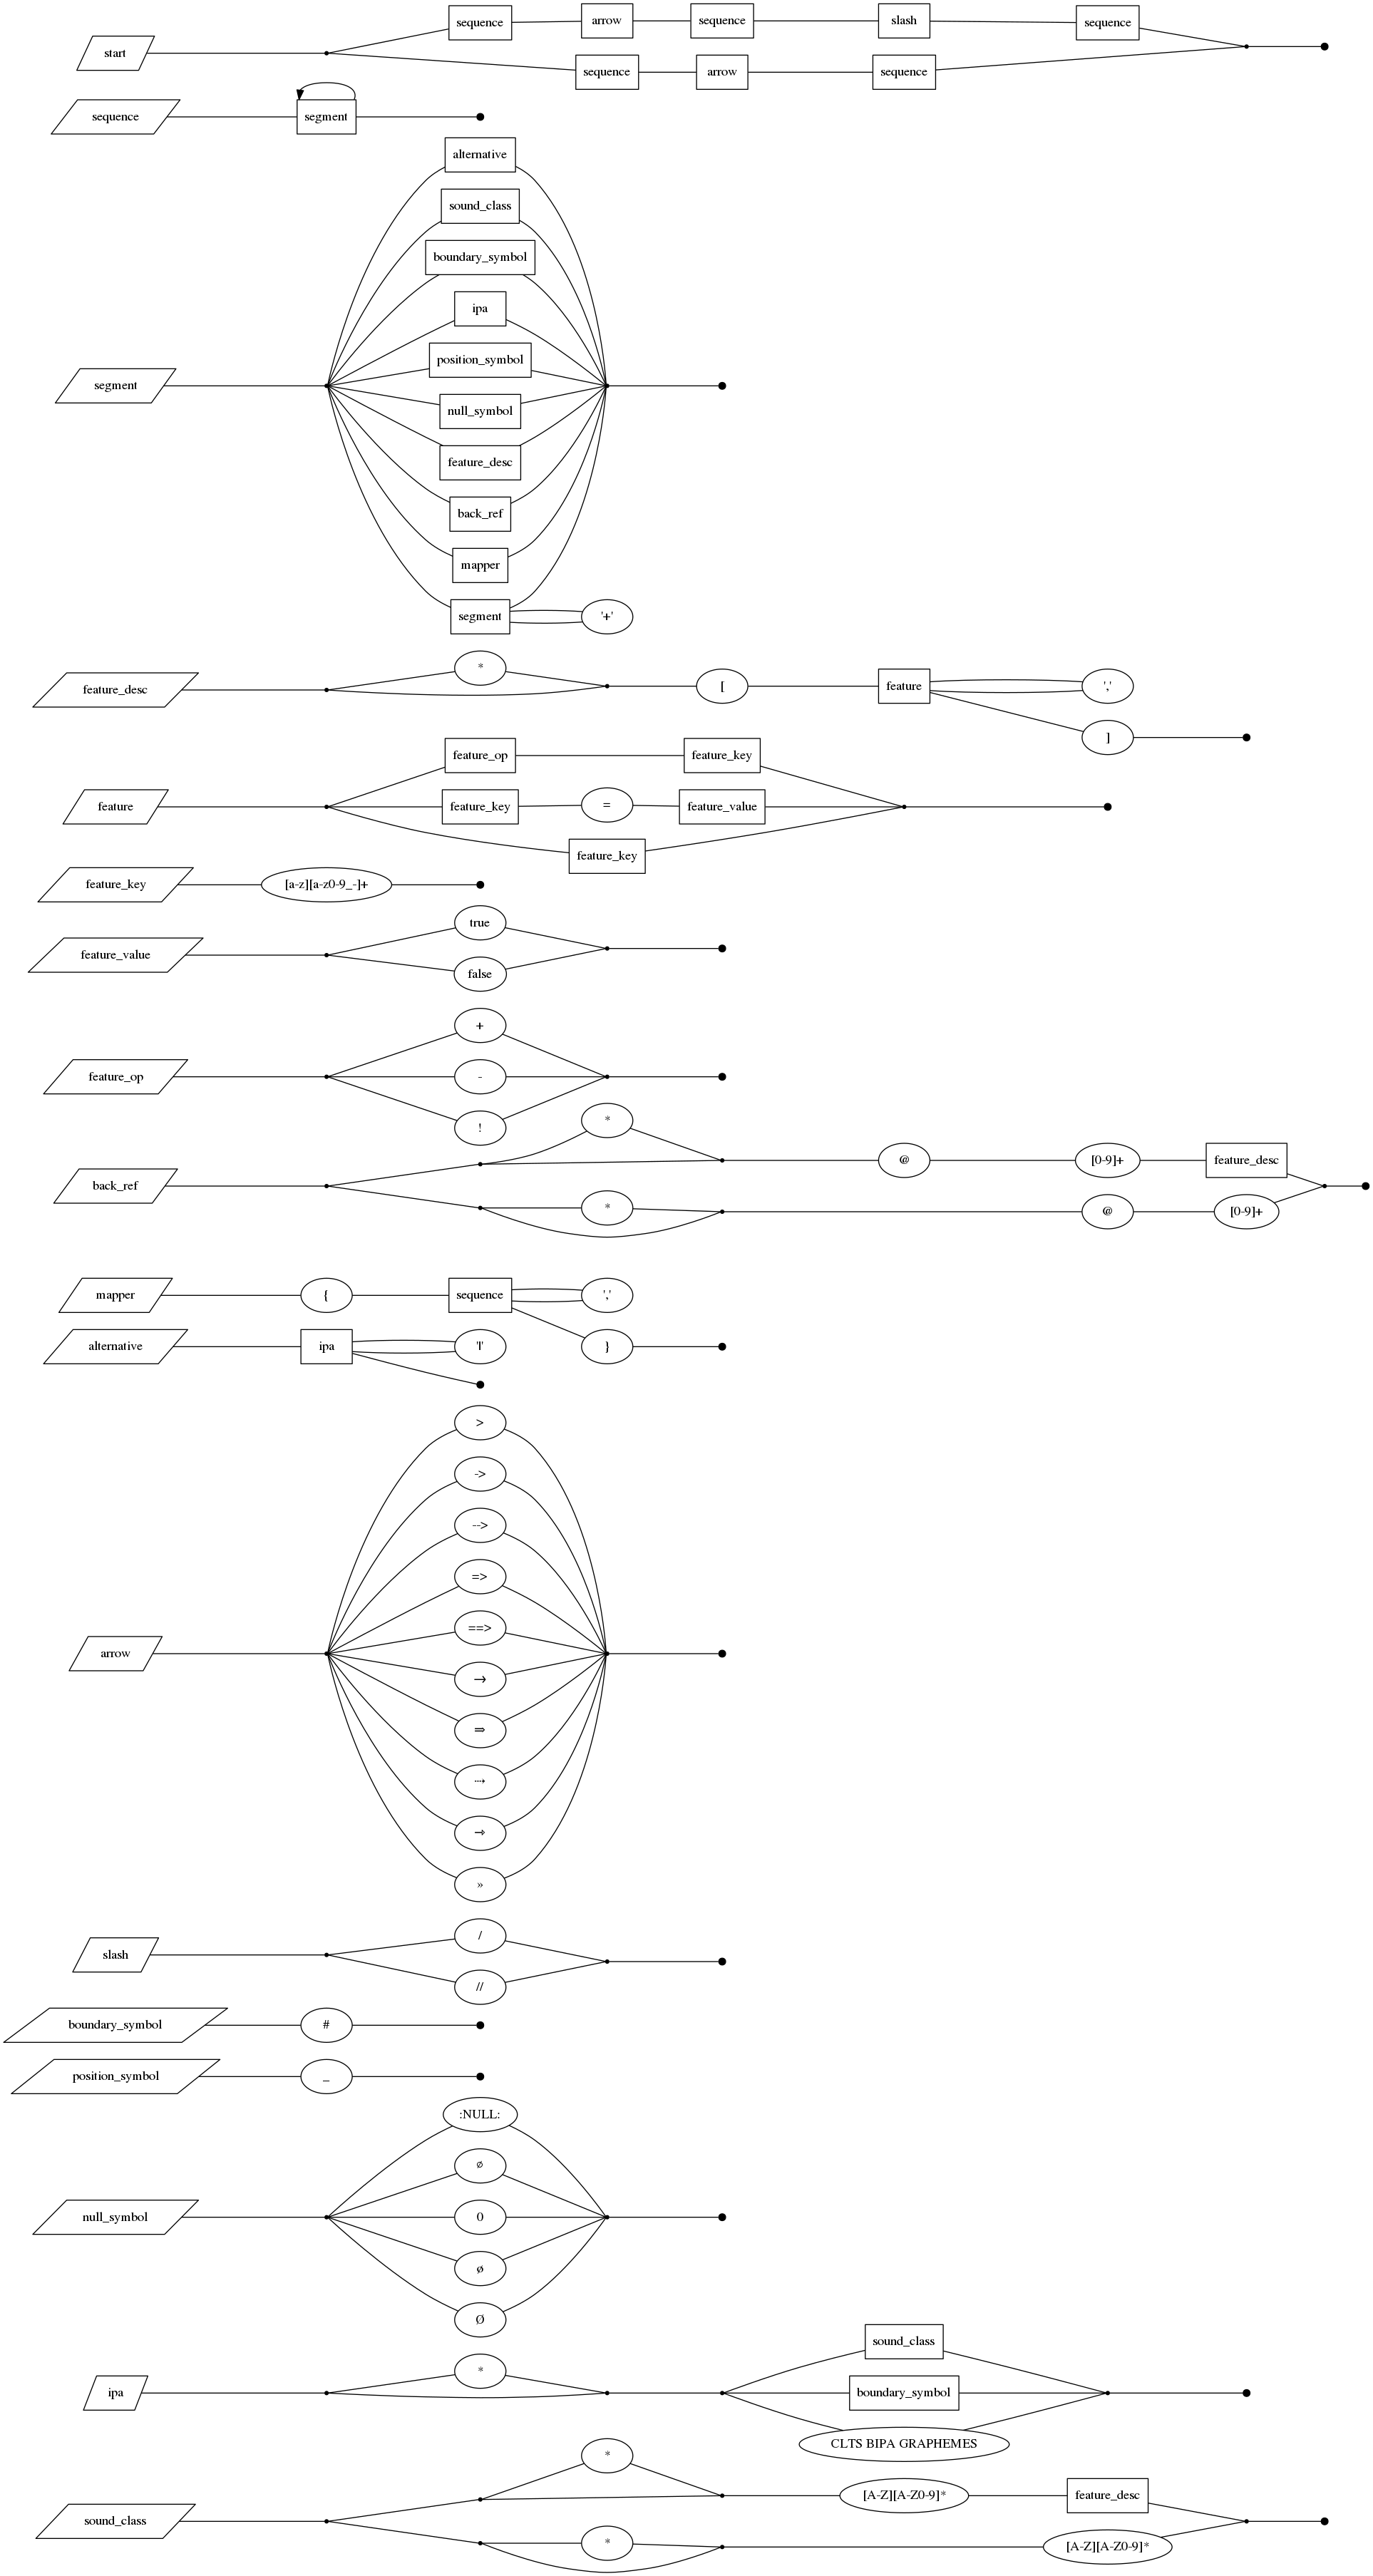 sequence arrow sequence slash sequence
start
sequence arrow sequence
sequence segment
alternative
sound_class
boundary_symbol
ipa
position_symbol
segment
null_symbol
feature_desc
back_ref
mapper
segment '+'
*
feature_desc [ feature ','
]
feature_op feature_key
feature feature_key = feature_value
feature_key
feature_key [a-z][a-z0-9_-]+
true
feature_value
false
+
feature_op -
!
*
@ [0-9]+ feature_desc
back_ref
* @ [0-9]+
mapper { sequence ','
alternative ipa '|' }
>
->
-->
=>
==>
arrow
→
⇒
⤑
⇾
»
/
slash
//
boundary_symbol #
position_symbol _
:NULL:
∅
null_symbol 0
ø
Ø
sound_class
*
ipa boundary_symbol
CLTS BIPA GRAPHEMES
*
[A-Z][A-Z0-9]* feature_desc
sound_class
* [A-Z][A-Z0-9]*